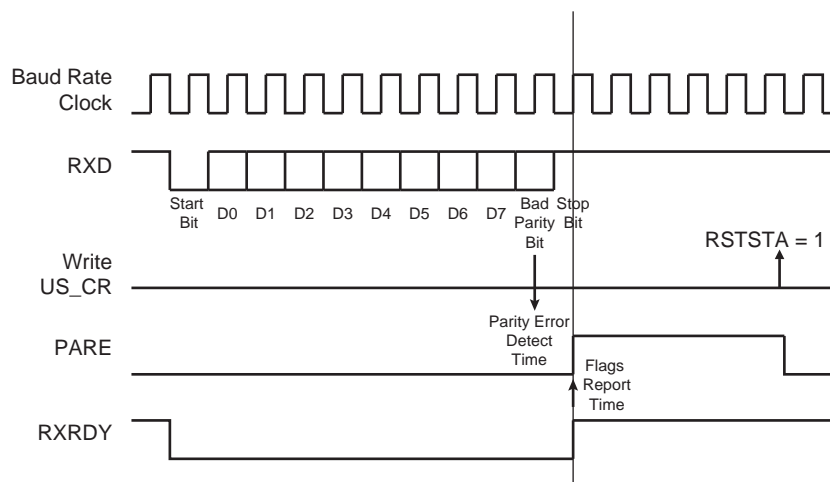 Baud Rate
Clock
RXD
Start
Bit
D0 D1 D2 D3 D4 D5 D6 D7
Bad
Parity
Bit
Stop
Bit
Write
US_CR
RSTSTA = 1
Parity Error
Detect
Time
PARE
Flags
Report
Time
RXRDY